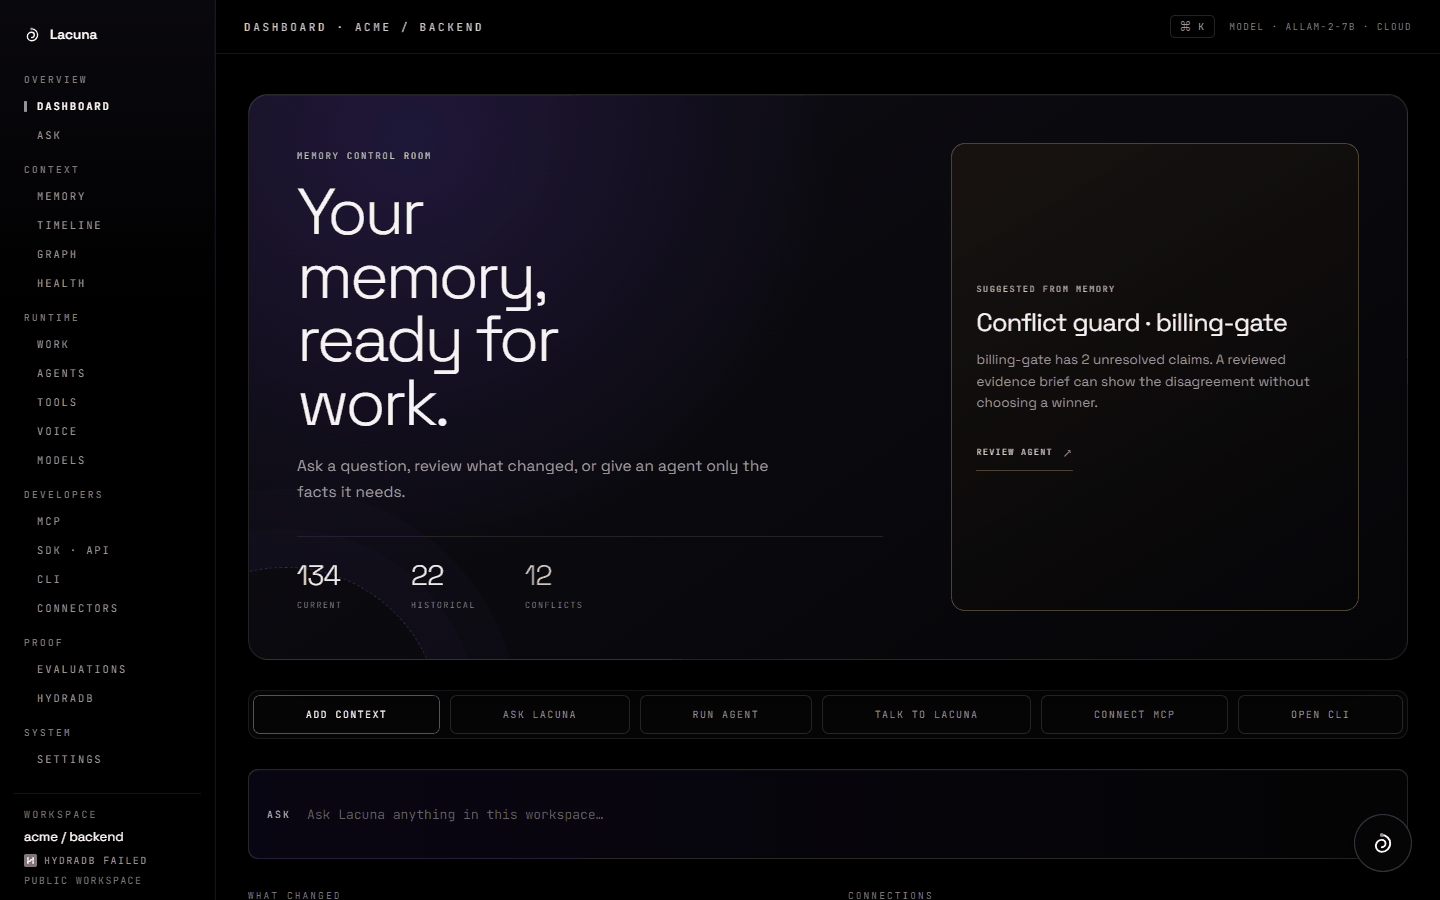 Lacuna
OVERVIEW
DASHBOARD
ASK
CONTEXT
MEMORY
TIMELINE
GRAPH
HEALTH
RUNTIME
WORK
AGENTS
TOOLS
VOICE
MODELS
DEVELOPERS
MCP
SDK · API
CLI
CONNECTORS
PROOF
EVALUATIONS
HYDRADB
SYSTEM
SETTINGS
WORKSPACE
acme / backend
HYDRADB FAILED
PUBLIC WORKSPACE
DASHBOARD · ACME / BACKEND
⌘ K
MODEL · ALLAM-2-7B · CLOUD
MEMORY CONTROL ROOM
Your
memory,
ready for
work.
Ask a question, review what changed, or give an agent only the
facts it needs.
134
CURRENT
22
HISTORICAL
12
CONFLICTS
SUGGESTED FROM MEMORY
Conflict guard · billing-gate
billing-gate has 2 unresolved claims. A reviewed
evidence brief can show the disagreement without
choosing a winner.
REVIEW AGENT ↗
ADD CONTEXT
ASK LACUNA
RUN AGENT
TALK TO LACUNA
CONNECT MCP
OPEN CLI
ASK
Ask Lacuna anything in this workspace…
WHAT CHANGED
CONNECTIONS